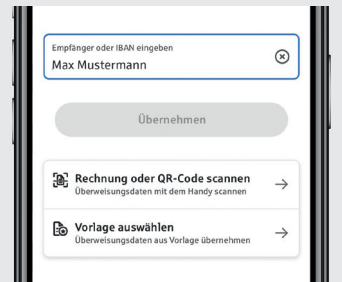 Empfänger oder IBAN eingeben
Max Mustermann
Übernehmen
Rechnung oder QR-Code scannen
Überweisungsdaten mit dem Handy scannen
Vorlage auswählen
Überweisungsdaten aus Vorlage übernehmen